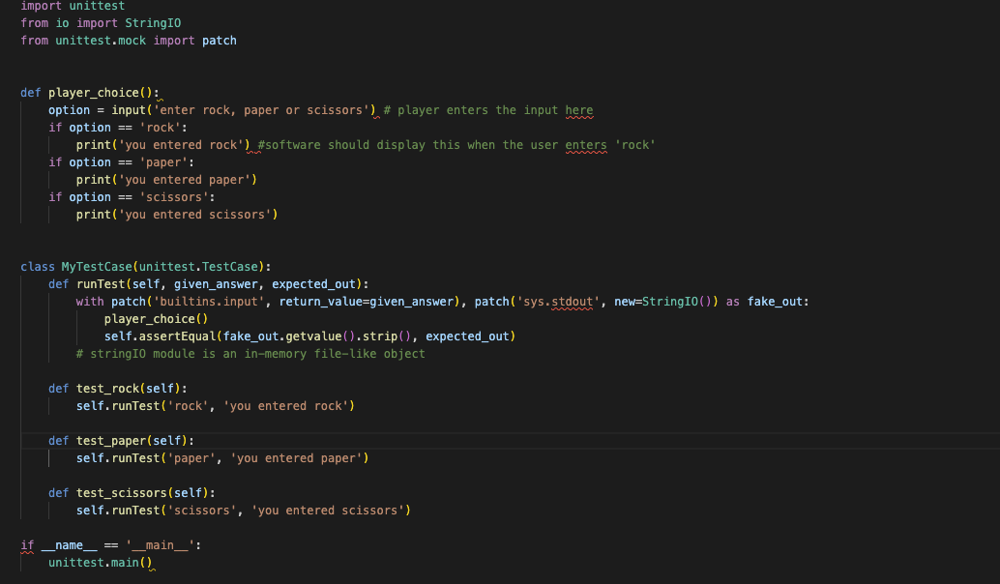 import unittest
from io import StringIO
from unittest.mock import patch
def player_choice():
option = input('enter rock, paper or scissors') # player enters the input here
if option == 'rock':
print('you entered rock') #software should display this when the user enters 'rock'
if option == 'paper':
print('you entered paper')
if option == 'scissors':
print('you entered scissors')
class MyTestCase(unittest.TestCase):
def runTest(self, given_answer, expected_out):
with patch('builtins.input', return_value=given_answer), patch('sys.stdout', new=StringIO()) as fake_out:
player_choice()
self.assertEqual(fake_out.getvalue().strip(), expected_out)
# stringIO module is an in-memory file-like object
def test_rock(self):
self.runTest('rock', 'you entered rock')
def test_paper(self):
self.runTest('paper', 'you entered paper')
def test_scissors(self):
self.runTest('scissors', 'you entered scissors')
if __name__ == '__main__':
unittest.main()